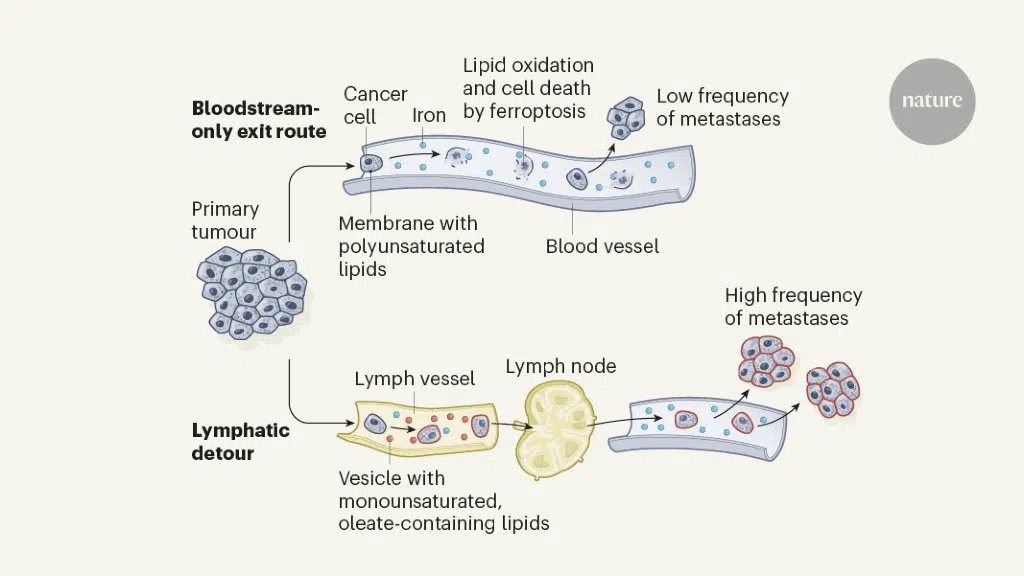 nature
Bloodstream-
only exit route
Cancer
cell
Iron
Lipid oxidation
and cell death
by ferroptosis
Low frequency
of metastases
Primary
tumour
Membrane with
polyunsaturated
lipids
Blood vessel
High frequency
of metastases
Lymph vessel
Lymph node
Lymphatic
detour
Vesicle with
monounsaturated,
oleate-containing lipids